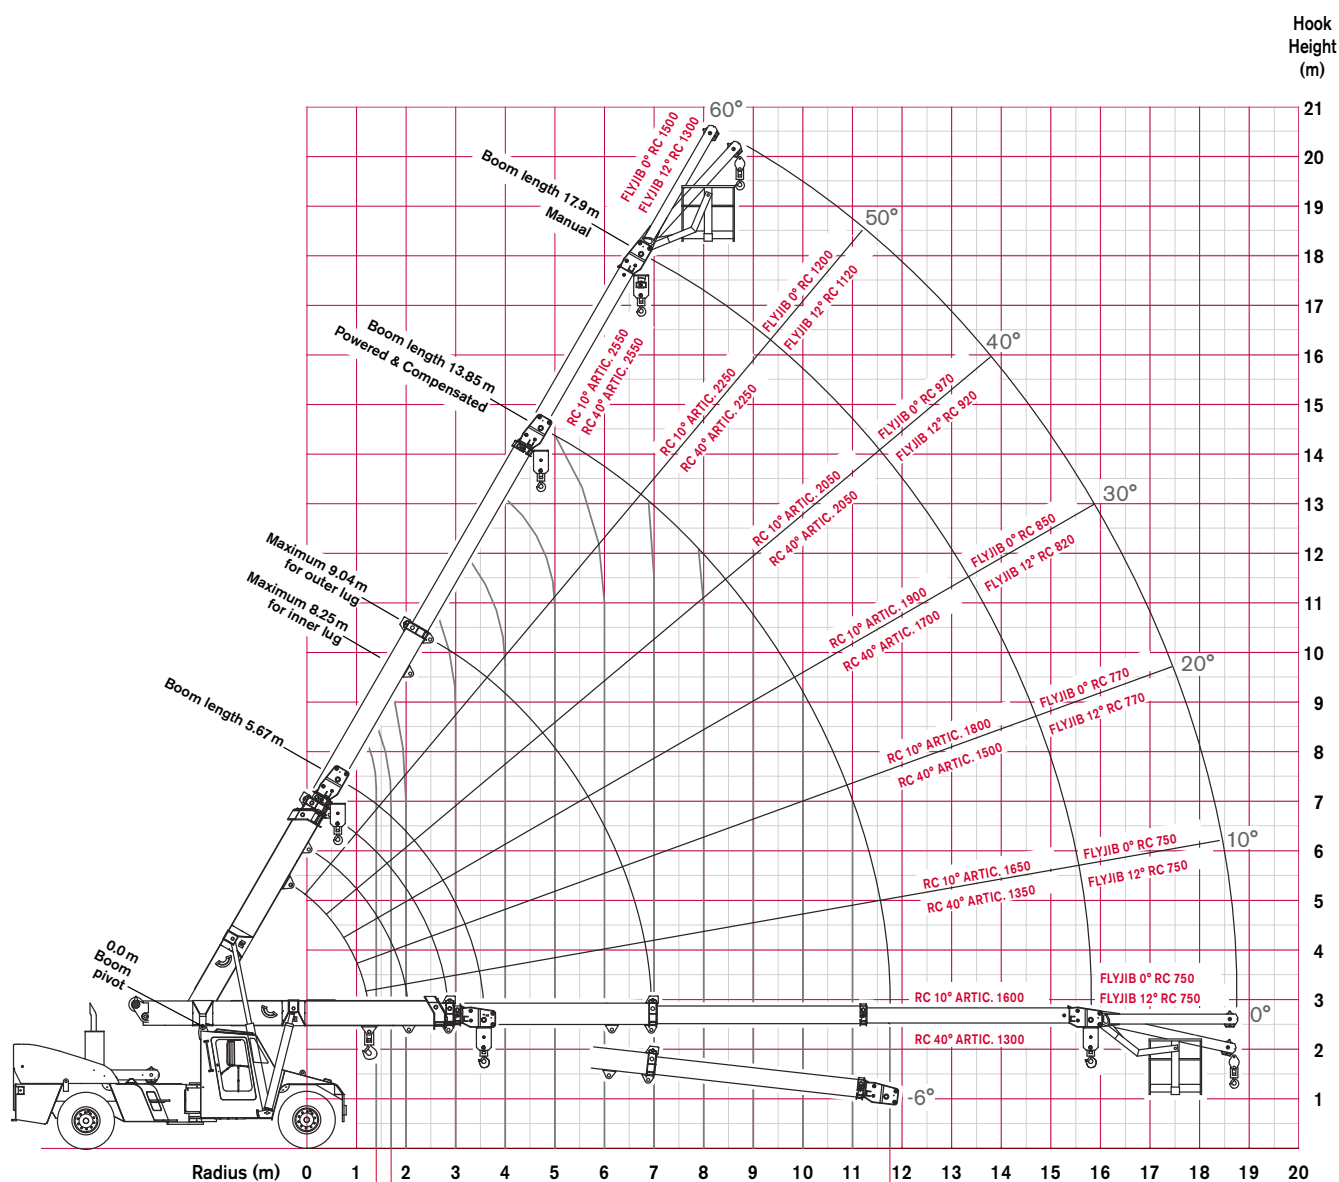 Hook
Height
(m)
60°
FLYJIB 0° RC 1500
FLYJIB 12° RC 1300
Boom length 17.9 m
Manual
50°
FLYJIB 0° RC 1200
FLYJIB 12° RC 1120
Boom length 13.85 m
Powered & Compensated
RC 10° ARTIC. 2550
RC 40° ARTIC. 2550
RC 10° ARTIC. 2250
RC 40° ARTIC. 2250
40°
FLYJIB 0° RC 970
FLYJIB 12° RC 920
RC 10° ARTIC. 2050
RC 40° ARTIC. 2050
30°
FLYJIB 0° RC 850
FLYJIB 12° RC 820
Maximum 9.04 m
for outer lug
Maximum 8.25 m
for inner lug
RC 10° ARTIC. 1900
RC 40° ARTIC. 1700
20°
FLYJIB 0° RC 770
FLYJIB 12° RC 770
Boom length 5.67 m
RC 10° ARTIC. 1800
RC 40° ARTIC. 1500
10°
FLYJIB 0° RC 750
FLYJIB 12° RC 750
RC 10° ARTIC. 1650
RC 40° ARTIC. 1350
0.0 m
Boom
pivot
FLYJIB 0° RC 750
FLYJIB 12° RC 750
RC 10° ARTIC. 1600
0°
RC 40° ARTIC. 1300
-6°
21
20
19
18
17
16
15
14
13
12
11
10
9
8
7
6
5
4
3
2
1
Radius (m) 0 1 2 3 4 5 6 7 8 9 10 11 12 13 14 15 16 17 18 19 20